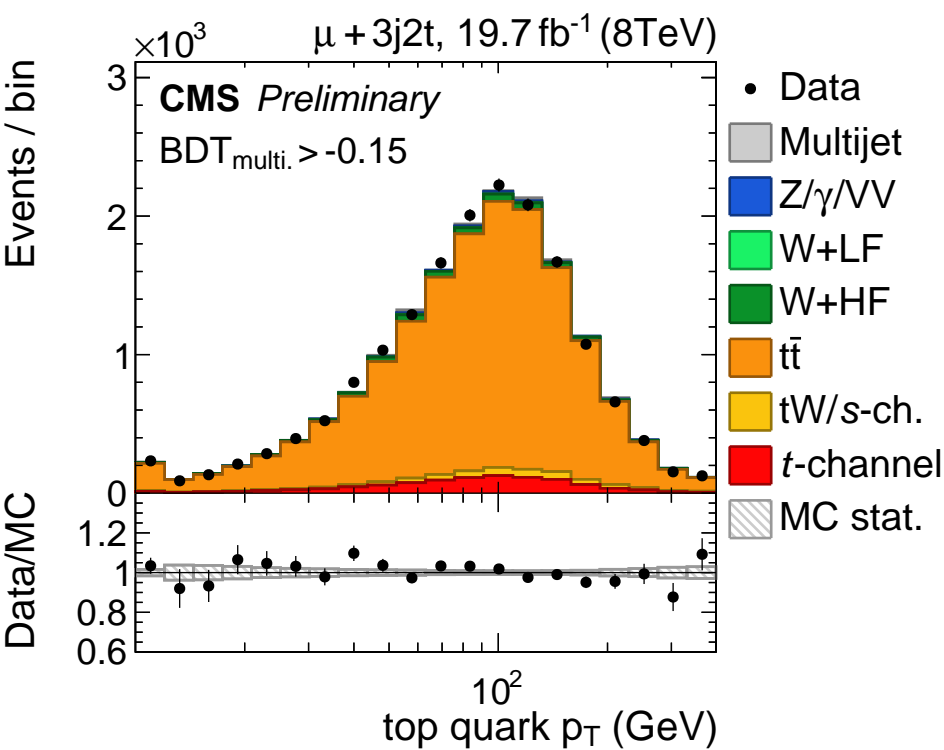 ×10³ μ + 3j2t, 19.7 fb⁻¹ (8TeV)
CMS Preliminary
BDTmulti. > -0.15
Events / bin
3
2
1
0
Data
Multijet
Z/γ/VV
W+LF
W+HF
tt̄
tW/s-ch.
t-channel
MC stat.
Data/MC
1.2
1
0.8
0.6
10²
top quark pT (GeV)